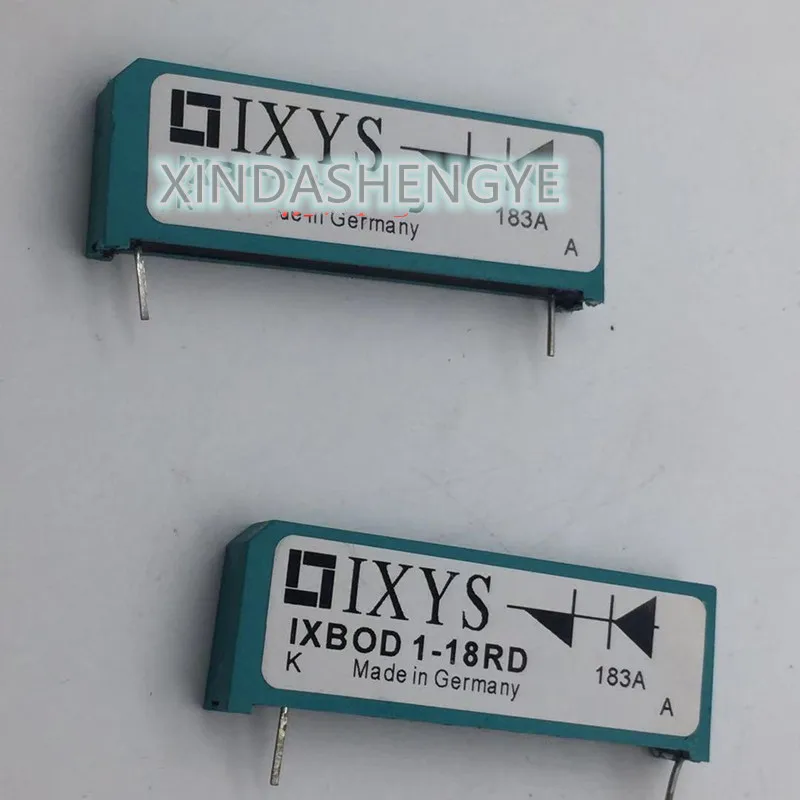 IXYS
XINDASHENGYE
183A
Germany
A
IXYS
IXBOD 1-18RD
K
Made in Germany
183A
A